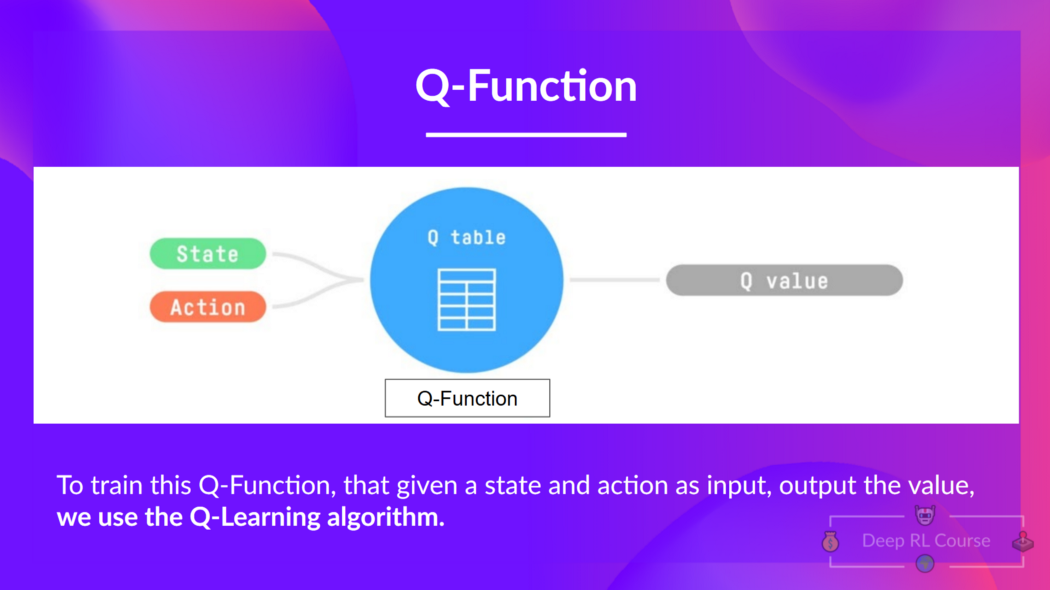 Q-Function
Q table
State
Action
Q value
Q-Function
To train this Q-Function, that given a state and action as input, output the value,
we use the Q-Learning algorithm.
Deep RL Course